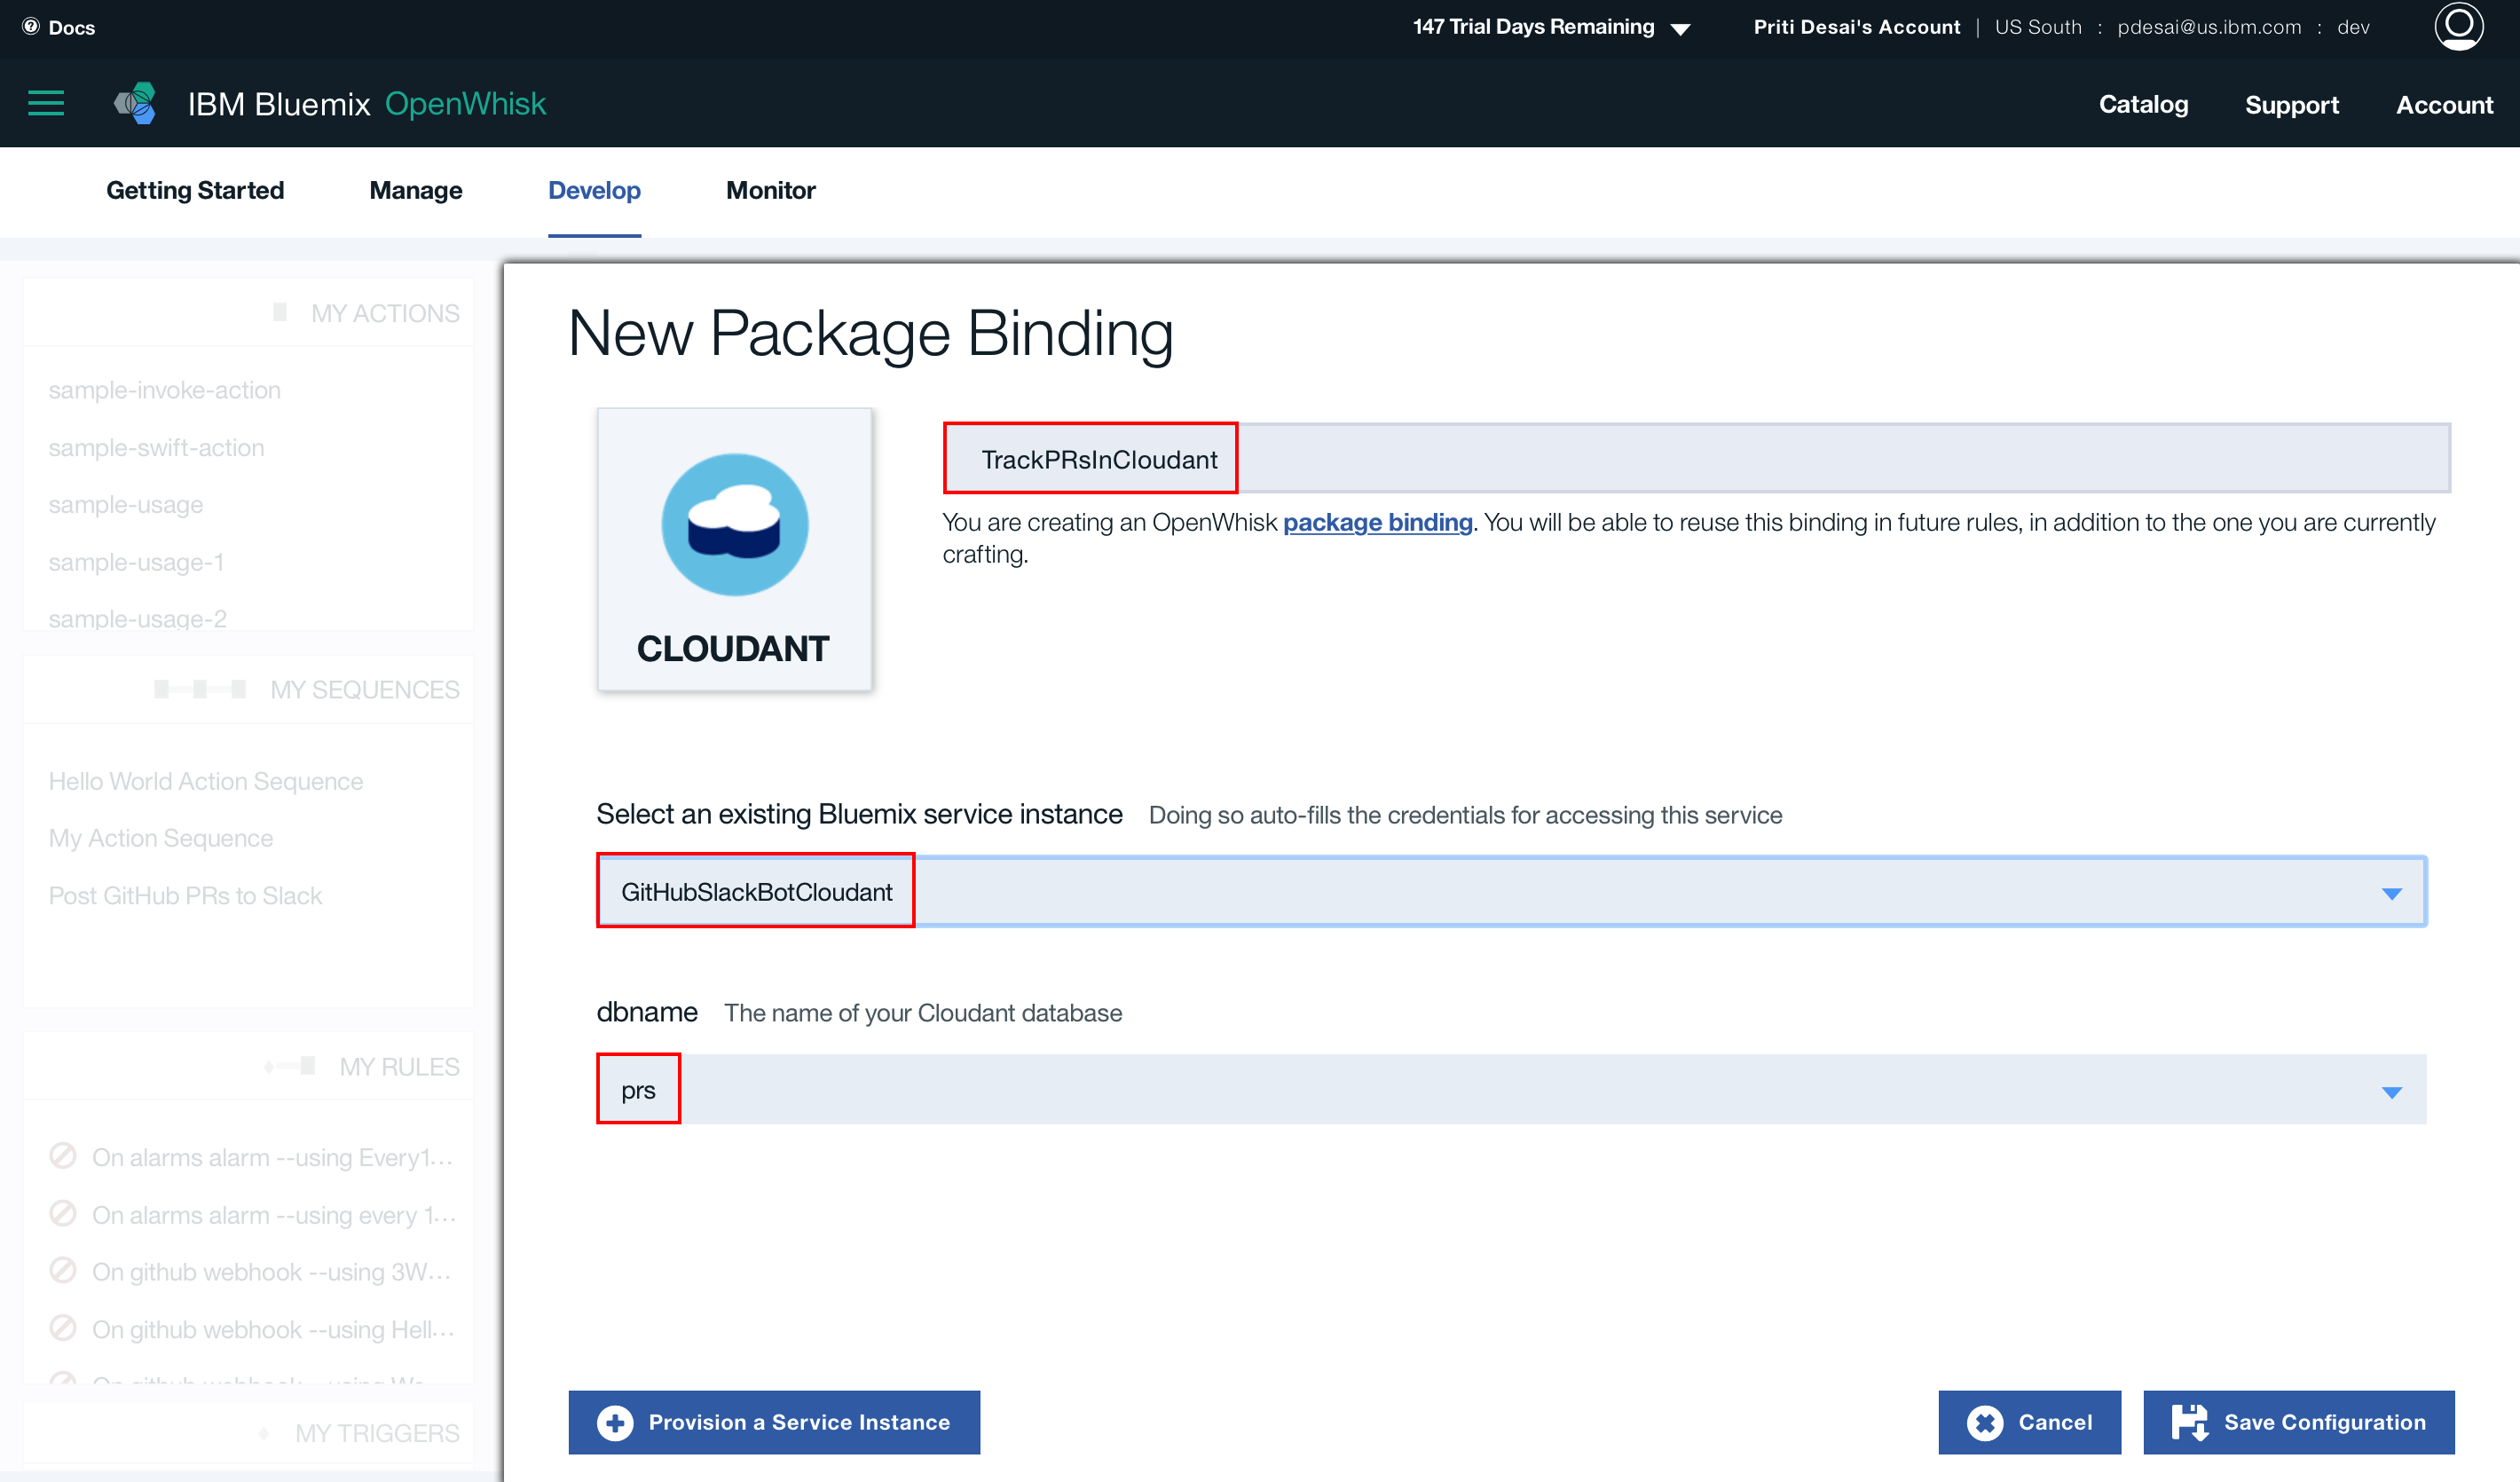 Docs
147 Trial Days Remaining
Priti Desai's Account | US South : pdesai@us.ibm.com : dev
IBM Bluemix OpenWhisk
Catalog Support Account
Getting Started Manage Develop Monitor
MY ACTIONS
sample-invoke-action
sample-swift-action
sample-usage
sample-usage-1
sample-usage-2
MY SEQUENCES
Hello World Action Sequence
My Action Sequence
Post GitHub PRs to Slack
MY RULES
On alarms alarm --using Every1...
On alarms alarm --using every 1...
On github webhook --using 3W...
On github webhook --using Hell...
MY TRIGGERS
New Package Binding
CLOUDANT
TrackPRsInCloudant
You are creating an OpenWhisk package binding. You will be able to reuse this binding in future rules, in addition to the one you are currently
crafting.
Select an existing Bluemix service instance Doing so auto-fills the credentials for accessing this service
GitHubSlackBotCloudant
dbname The name of your Cloudant database
prs
Provision a Service Instance
Cancel
Save Configuration